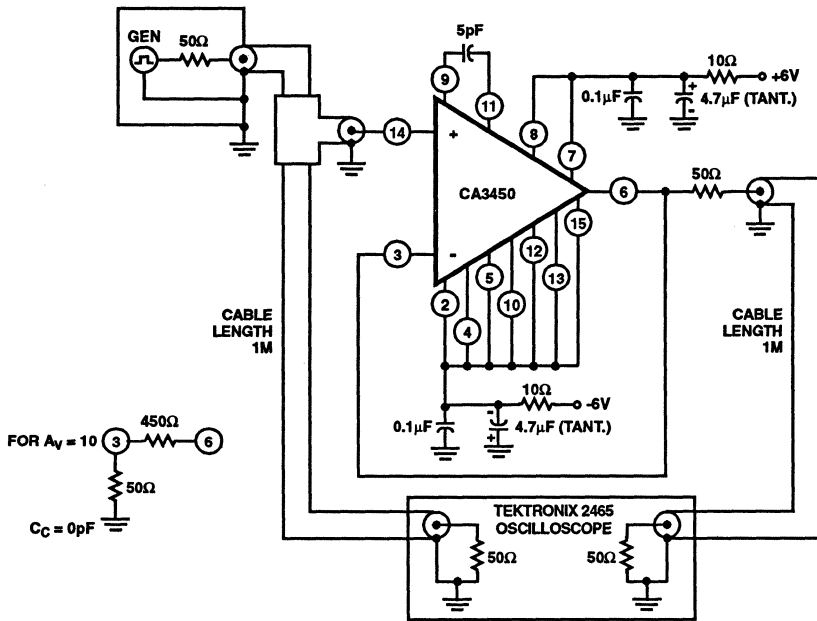 GEN
50Ω
5pF
9
11
10Ω
+6V
0.1μF
+
-
4.7μF (TANT.)
8
7
14
+
CA3450
6
50Ω
15
3
-
12
13
5
10
2
4
CABLE
LENGTH
1M
CABLE
LENGTH
1M
10Ω
-6V
0.1μF
-
+
4.7μF (TANT.)
FOR AV = 10
3
450Ω
6
50Ω
CC = 0pF
TEKTRONIX 2465
OSCILLOSCOPE
50Ω
50Ω